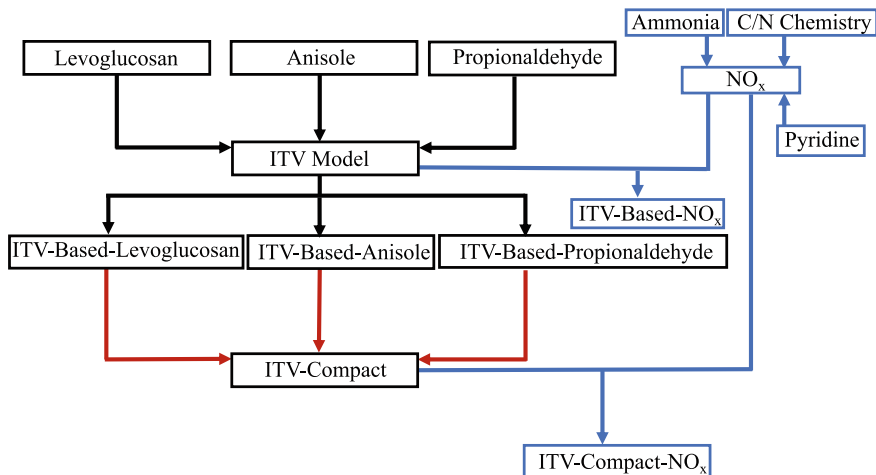 Ammonia
C/N Chemistry
Levoglucosan
Anisole
Propionaldehyde
NOₓ
Pyridine
ITV Model
ITV-Based-NOₓ
ITV-Based-Levoglucosan
ITV-Based-Anisole
ITV-Based-Propionaldehyde
ITV-Compact
ITV-Compact-NOₓ